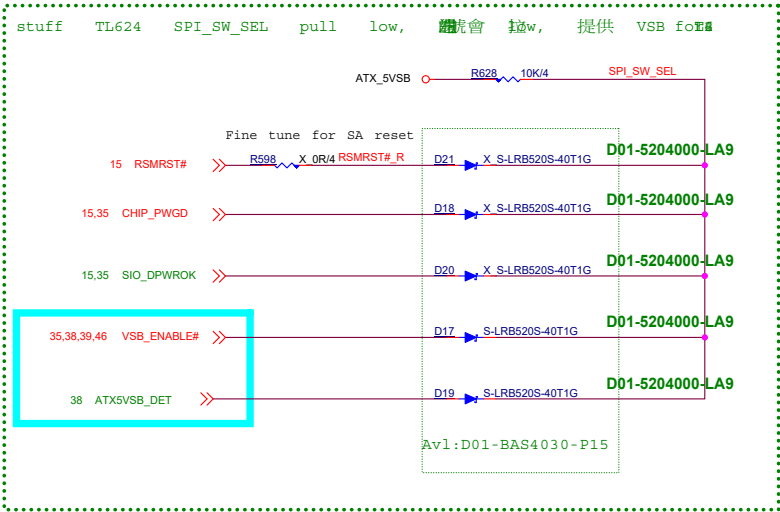 stuff TL624 SPI_SW_SEL pull low, 號會 low, 提供 VSB for
ATX_5VSB R628 10K/4 SPI_SW_SEL
Fine tune for SA reset
D01-5204000-LA9
15 RSMRST# R598 X_0R/4 RSMRST#_R D21 X_S-LRB520S-40T1G
D01-5204000-LA9
15,35 CHIP_PWGD D18 X_S-LRB520S-40T1G
D01-5204000-LA9
15,35 SIO_DPWROK D20 X_S-LRB520S-40T1G
D01-5204000-LA9
35,38,39,46 VSB_ENABLE# D17 S-LRB520S-40T1G
D01-5204000-LA9
38 ATX5VSB_DET D19 S-LRB520S-40T1G
Avl:D01-BAS4030-P15